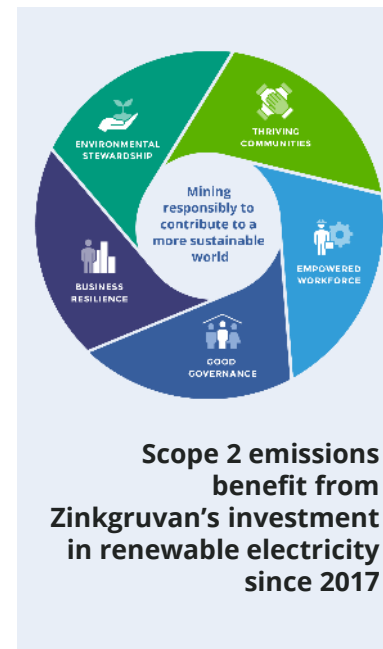 THRIVING
COMMUNITIES
ENVIRONMENTAL
STEWARDSHIP
Mining
responsibly to
contribute to a
more sustainable
world
EMPOWERED
WORKFORCE
BUSINESS
RESILIENCE
GOOD
GOVERNANCE
Scope 2 emissions
benefit from
Zinkgruvan’s investment
in renewable electricity
since 2017